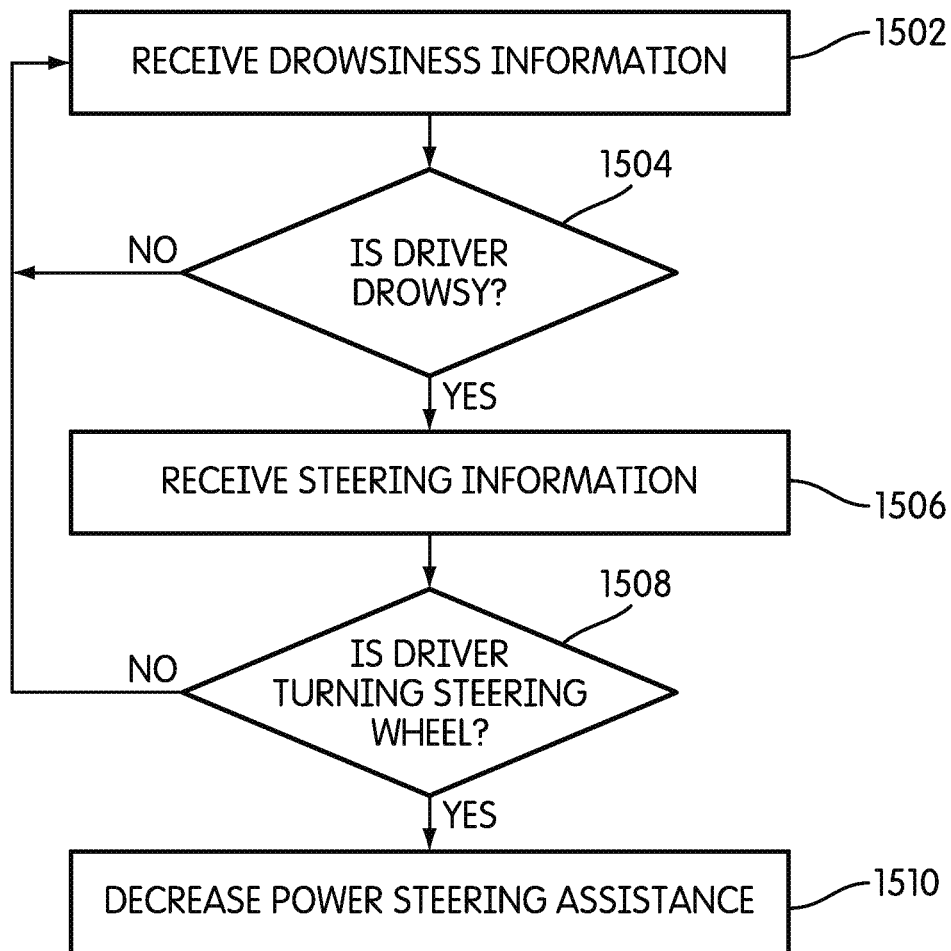 RECEIVE DROWSINESS INFORMATION
1502
1504
IS DRIVER
DROWSY?
NO
YES
RECEIVE STEERING INFORMATION
1506
1508
IS DRIVER
TURNING STEERING
WHEEL?
NO
YES
DECREASE POWER STEERING ASSISTANCE
1510